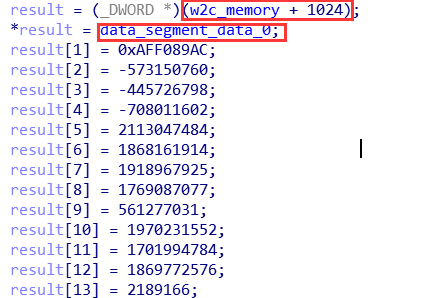 result = (_DWORD *)(w2c_memory + 1024);
*result = data_segment_data_0;
result[1] = 0xAFF089AC;
result[2] = -573150760;
result[3] = -445726798;
result[4] = -708011602;
result[5] = 2113047484;
result[6] = 1868161914;
result[7] = 1918967925;
result[8] = 1769087077;
result[9] = 561277031;
result[10] = 1970231552;
result[11] = 1701994784;
result[12] = 1869772576;
result[13] = 2189166;